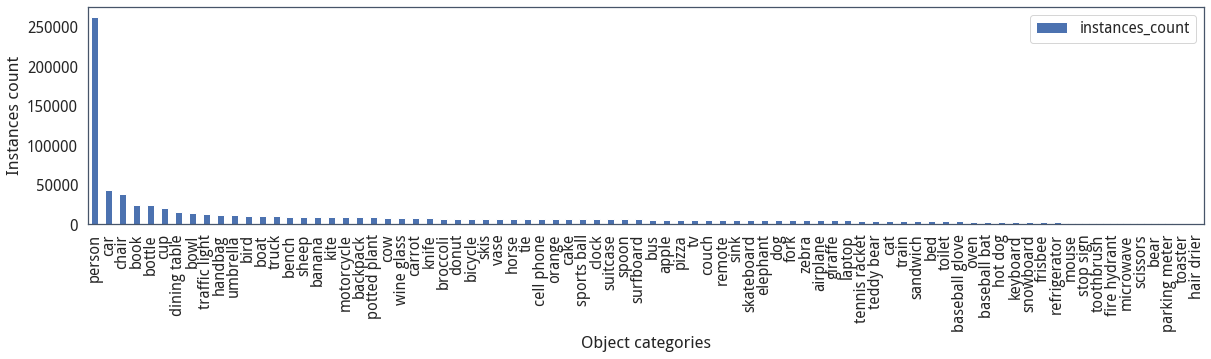 Instances count
250000
200000
150000
100000
50000
0
instances_count
person
car
chair
book
bottle
cup
dining table
bowl
traffic light
handbag
umbrella
bird
boat
truck
bench
sheep
banana
kite
motorcycle
backpack
potted plant
cow
wine glass
carrot
knife
broccoli
donut
bicycle
skis
vase
horse
tie
cell phone
orange
cake
sports ball
clock
suitcase
spoon
surfboard
bus
apple
pizza
tv
couch
remote
sink
skateboard
elephant
dog
fork
zebra
airplane
giraffe
laptop
tennis racket
teddy bear
cat
train
sandwich
bed
toilet
baseball glove
oven
baseball bat
hot dog
keyboard
snowboard
frisbee
refrigerator
mouse
stop sign
toothbrush
fire hydrant
microwave
scissors
bear
parking meter
toaster
hair drier
Object categories